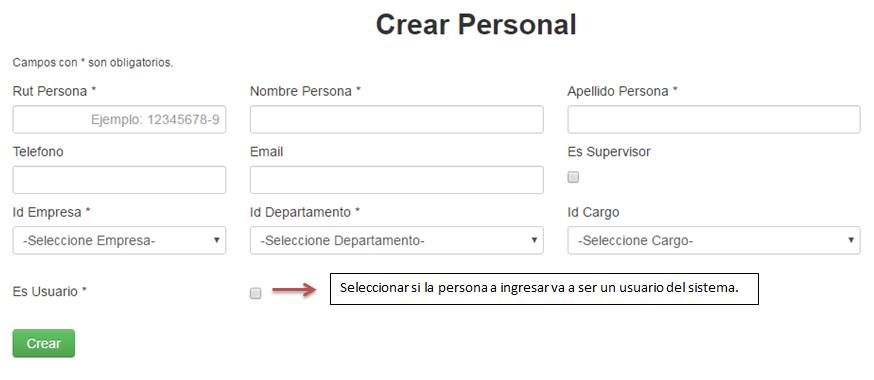 Crear Personal
Campos con * son obligatorios.
Rut Persona * Nombre Persona * Apellido Persona *
Ejemplo: 12345678-9
Telefono Email Es Supervisor
Id Empresa * Id Departamento * Id Cargo
-Seleccione Empresa- -Seleccione Departamento- -Seleccione Cargo-
Es Usuario * Seleccionar si la persona a ingresar va a ser un usuario del sistema.
Crear